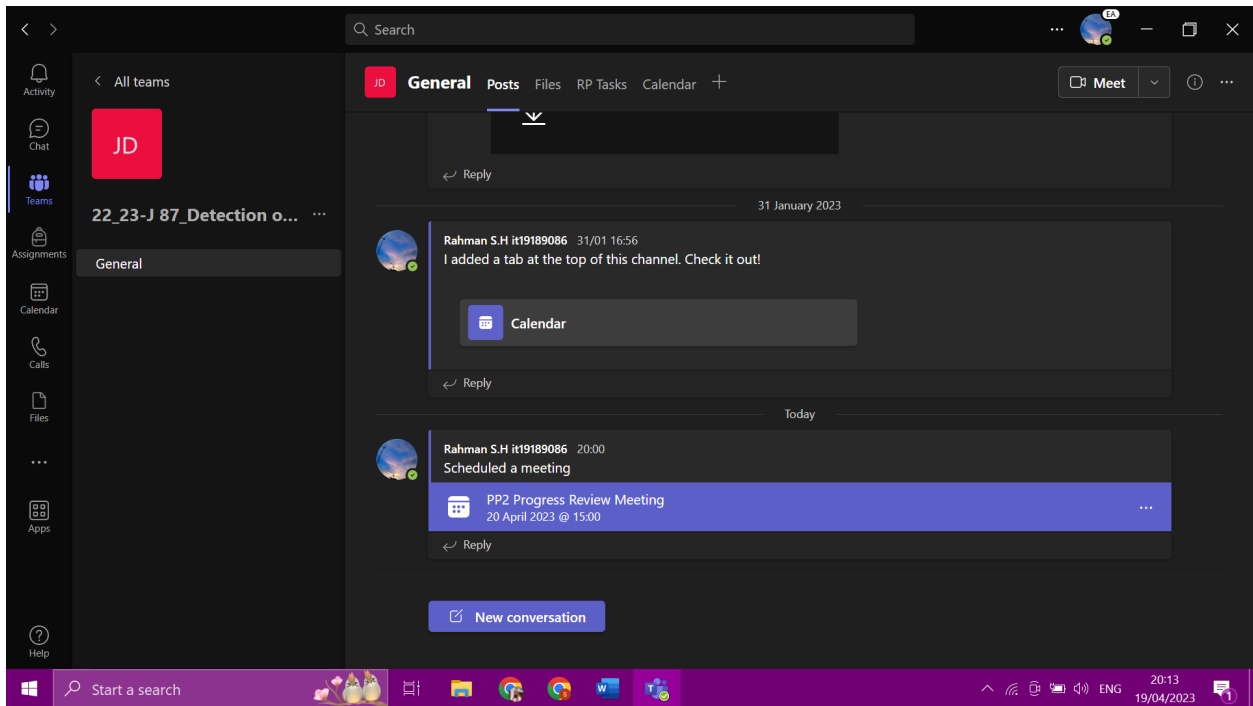 Search
EA
Activity
Chat
Teams
Assignments
Calendar
Calls
Files
Apps
Help
All teams
JD
22_23-J 87_Detection o...
General
JD General Posts Files RP Tasks Calendar
Meet
Reply
31 January 2023
Rahman S.H it19189086 31/01 16:56
I added a tab at the top of this channel. Check it out!
Calendar
Reply
Today
Rahman S.H it19189086 20:00
Scheduled a meeting
PP2 Progress Review Meeting
20 April 2023 @ 15:00
Reply
New conversation
Start a search
W
ENG
20:13
19/04/2023
1